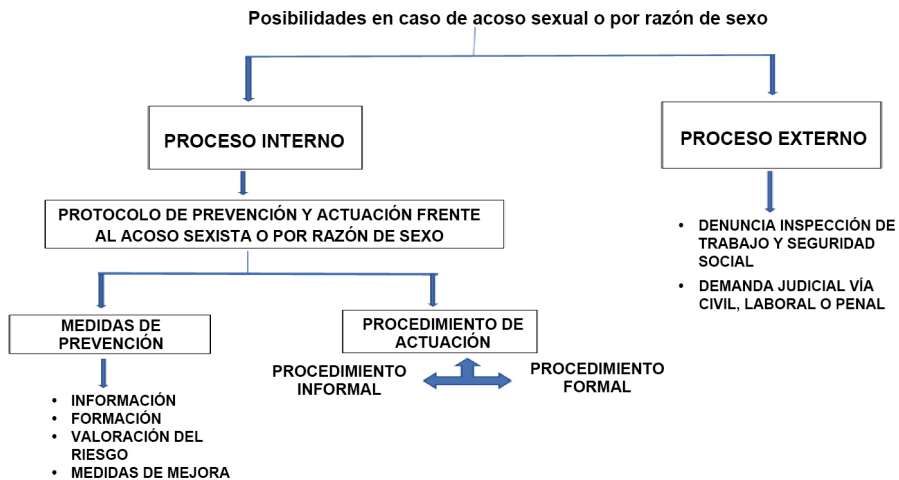 Posibilidades en caso de acoso sexual o por razón de sexo
PROCESO INTERNO
PROTOCOLO DE PREVENCIÓN Y ACTUACIÓN FRENTE
AL ACOSO SEXISTA O POR RAZÓN DE SEXO
MEDIDAS DE
PREVENCIÓN
• INFORMACIÓN
• FORMACIÓN
• VALORACIÓN DEL
RIESGO
• MEDIDAS DE MEJORA
PROCEDIMIENTO DE
ACTUACIÓN
PROCEDIMIENTO
INFORMAL
PROCEDIMIENTO
FORMAL
PROCESO EXTERNO
• DENUNCIA INSPECCIÓN DE
TRABAJO Y SEGURIDAD
SOCIAL
• DEMANDA JUDICIAL VÍA
CIVIL, LABORAL O PENAL